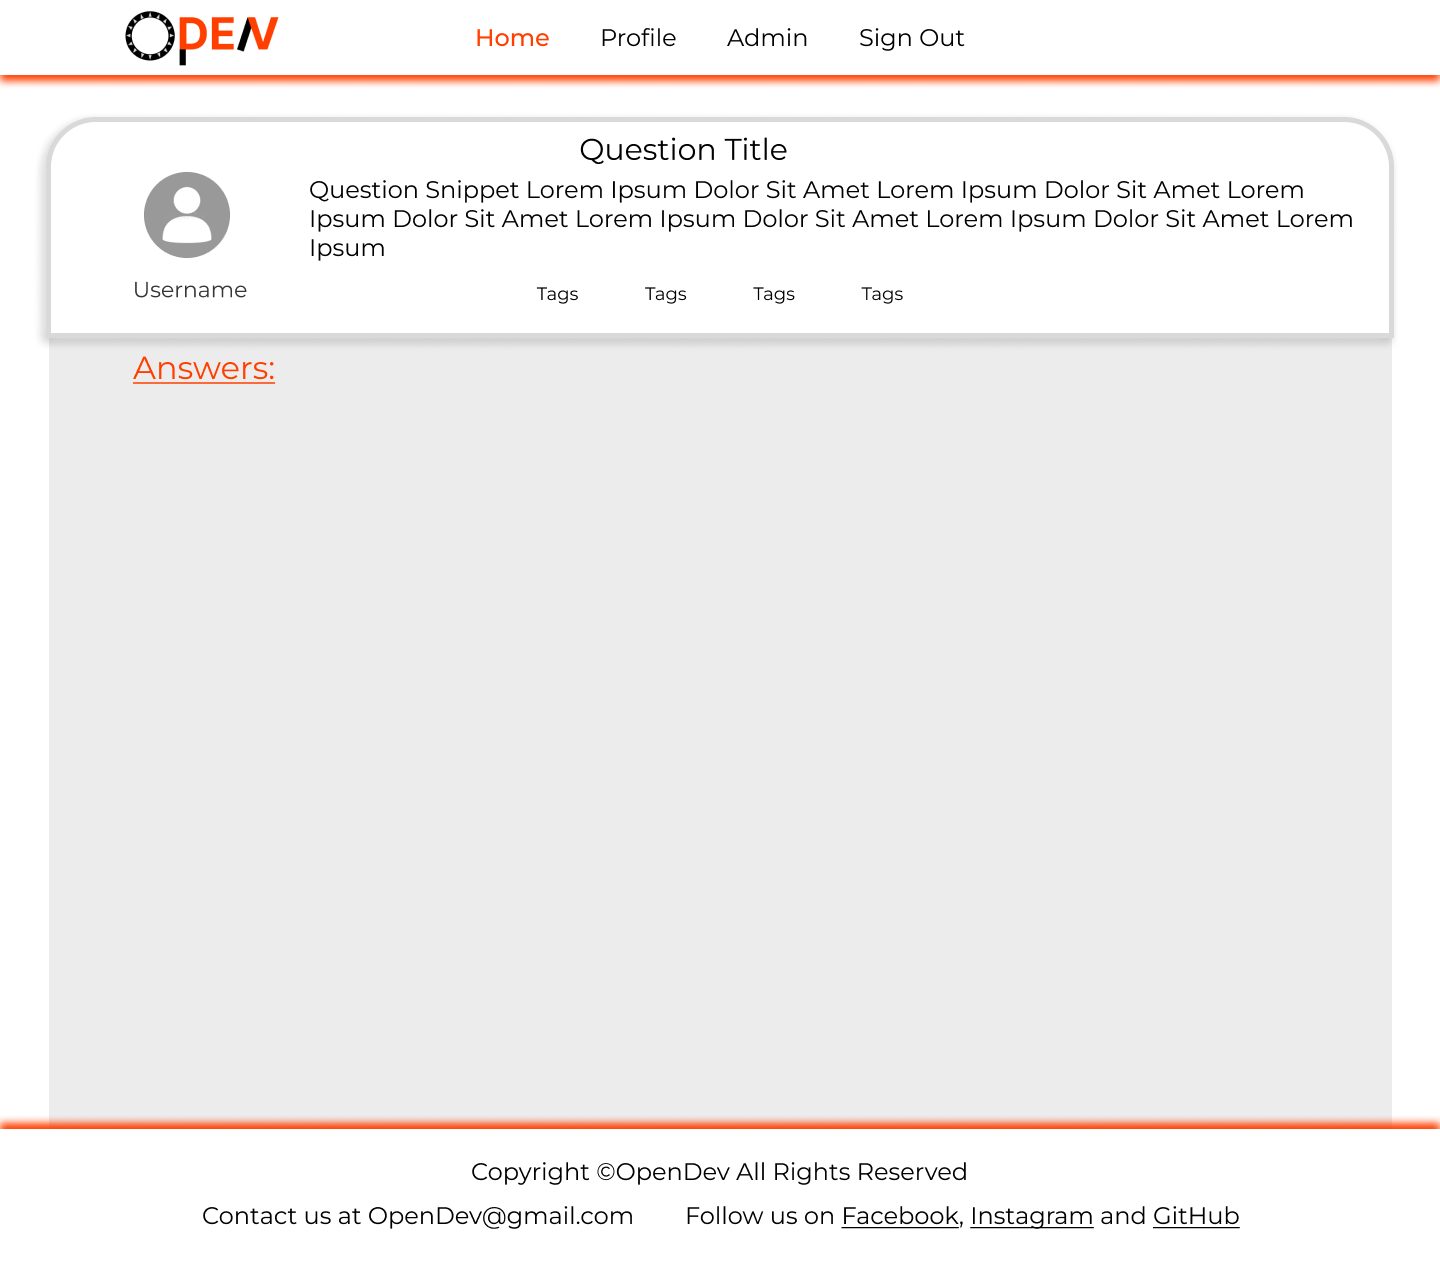 OpEN
Home Profile Admin Sign Out
Question Title
Question Snippet Lorem Ipsum Dolor Sit Amet Lorem Ipsum Dolor Sit Amet Lorem
Ipsum Dolor Sit Amet Lorem Ipsum Dolor Sit Amet Lorem Ipsum Dolor Sit Amet Lorem
Ipsum
Username
Tags Tags Tags Tags
Answers:
Copyright ©OpenDev All Rights Reserved
Contact us at OpenDev@gmail.com Follow us on Facebook, Instagram and GitHub